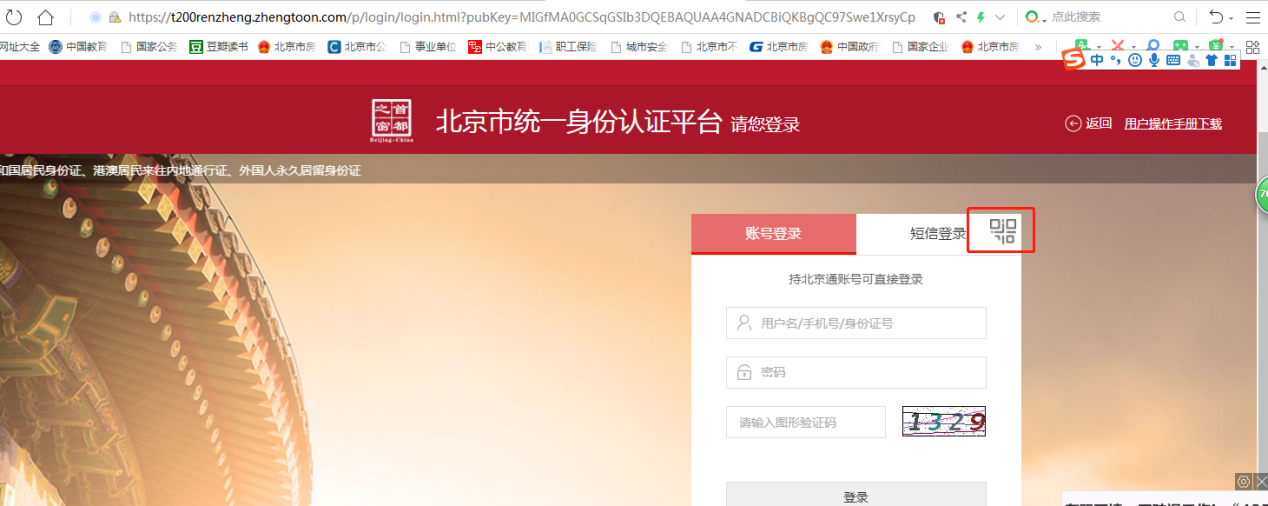 https://t200renzheng.zhengtoon.com/p/login/login.html?pubKey=MIGfMA0GCSqGSIb3DQEBAQUAA4GNADCBiQKBgQC97Swe1XrsyCp
点此搜索
网址大全 中国教育 国家公务 豆瓣读书 北京市房 北京市公 事业单位 中公教育 职工保险 城市安全 北京市不 北京市房 中国政府 国家企业 北京市房 »
中
首都之窗
Beijing-China
北京市统一身份认证平台 请您登录
返回 用户操作手册下载
和国居民身份证、港澳居民来往内地通行证、外国人永久居留身份证
账号登录 短信登录
持北京通账号可直接登录
用户名/手机号/身份证号
密码
请输入图形验证码 1329
登录